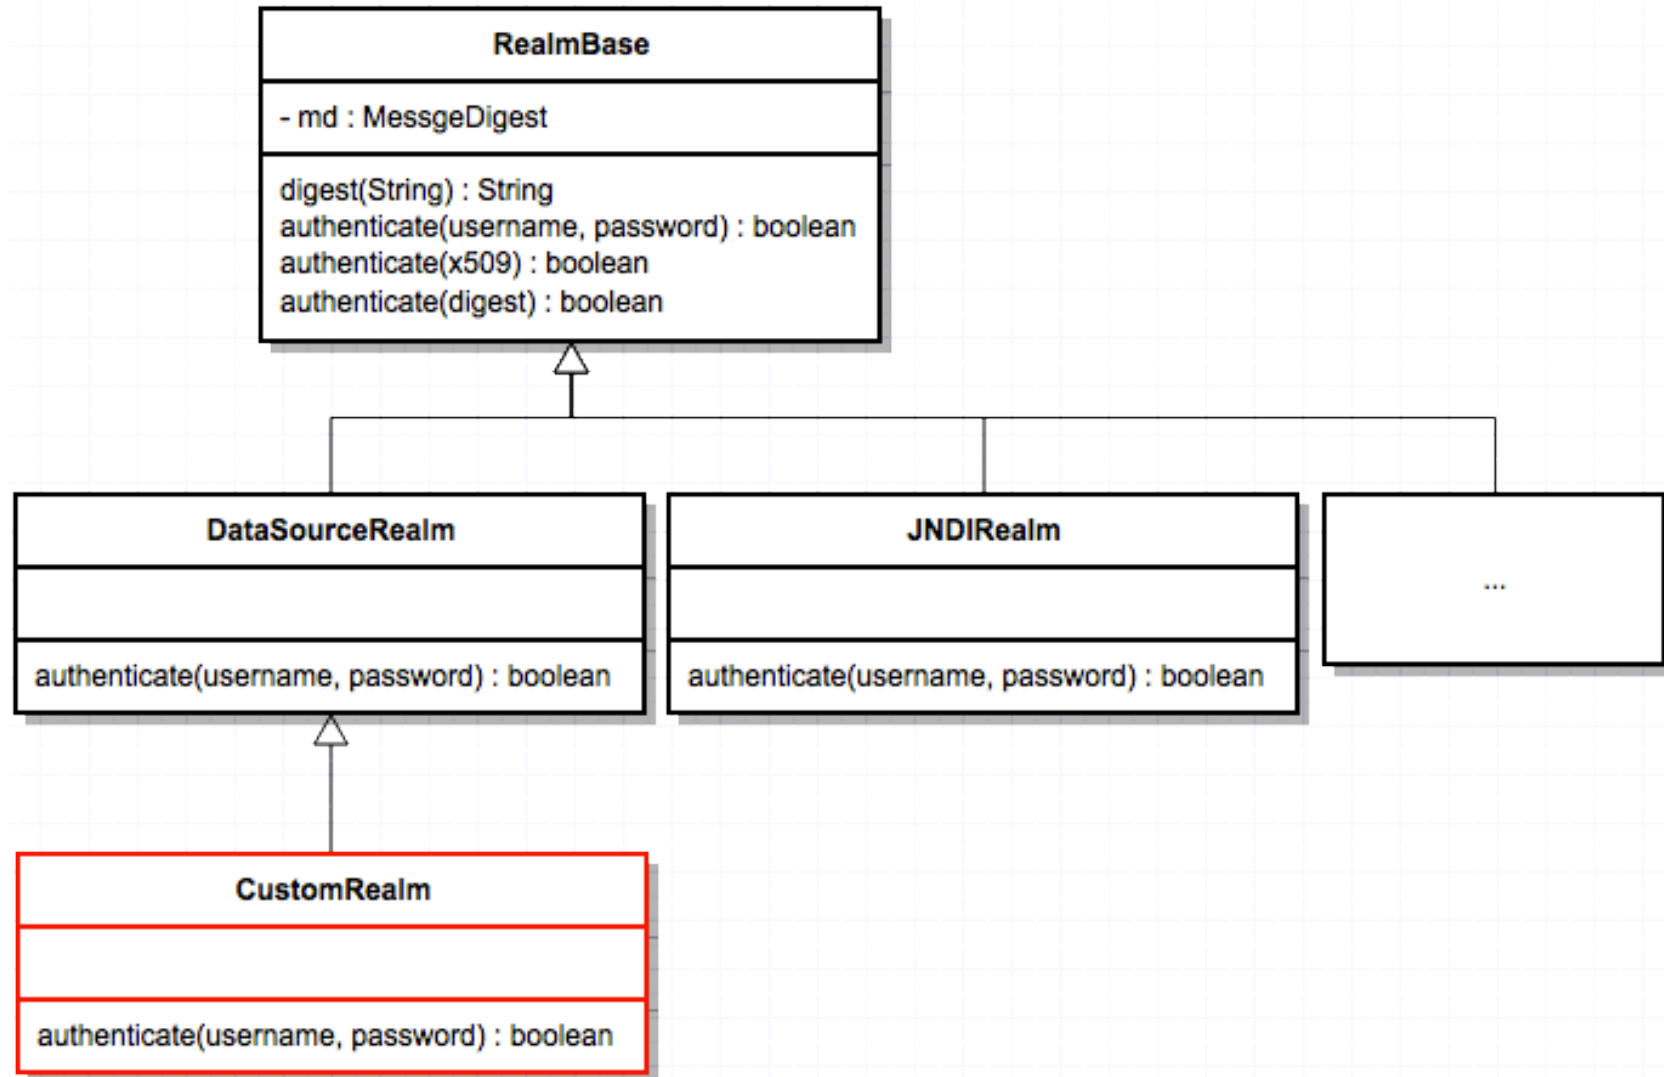 RealmBase
- md : MessgeDigest
digest(String) : String
authenticate(username, password) : boolean
authenticate(x509) : boolean
authenticate(digest) : boolean
DataSourceRealm
authenticate(username, password) : boolean
JNDIRealm
authenticate(username, password) : boolean
...
CustomRealm
authenticate(username, password) : boolean